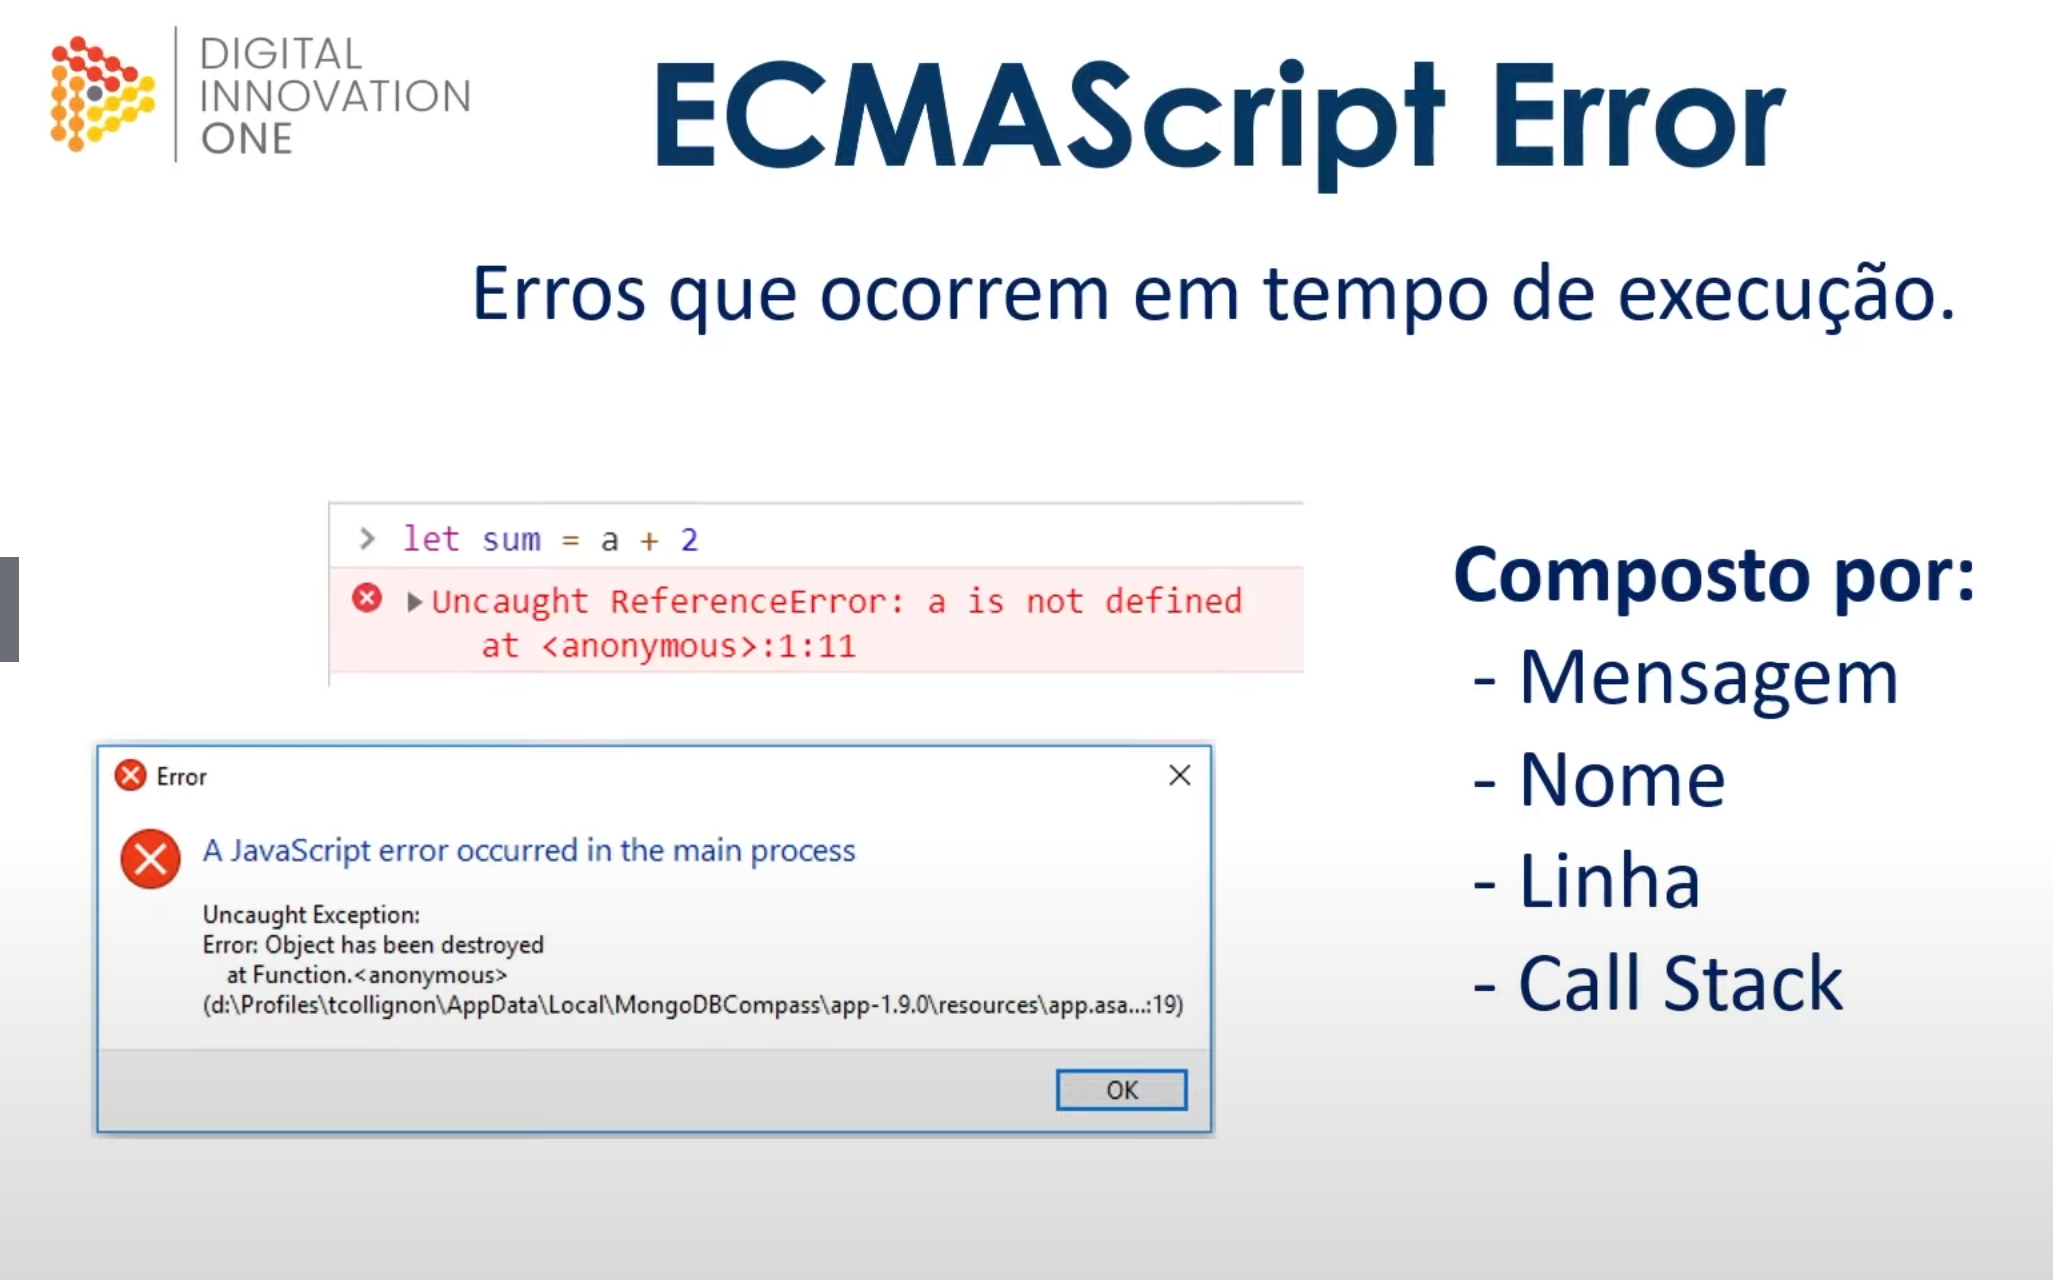 DIGITAL
INNOVATION
ONE
ECMAScript Error
Erros que ocorrem em tempo de execução.
> let sum = a + 2
Uncaught ReferenceError: a is not defined
at <anonymous>:1:11
Error
A JavaScript error occurred in the main process
Uncaught Exception:
Error: Object has been destroyed
at Function.<anonymous>
(d:\Profiles\tcollignon\AppData\Local\MongoDBCompass\app-1.9.0\resources\app.asa...:19)
OK
Composto por:
- Mensagem
- Nome
- Linha
- Call Stack